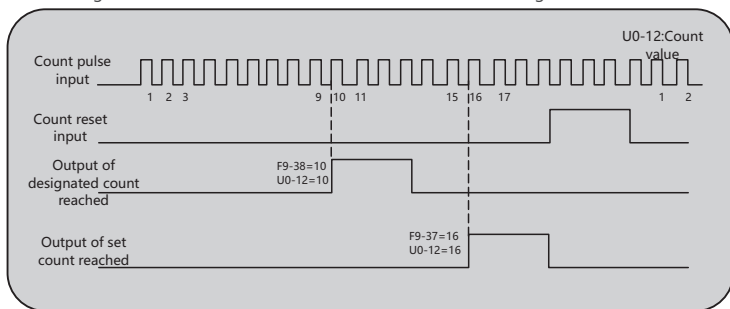 U0-12:Count
value
Count pulse
input
1 2 3 9 10 11 15 16 17 1 2
Count reset
input
Output of
designated count
reached
F9-38=10
U0-12=10
Output of set
count reached
F9-37=16
U0-12=16